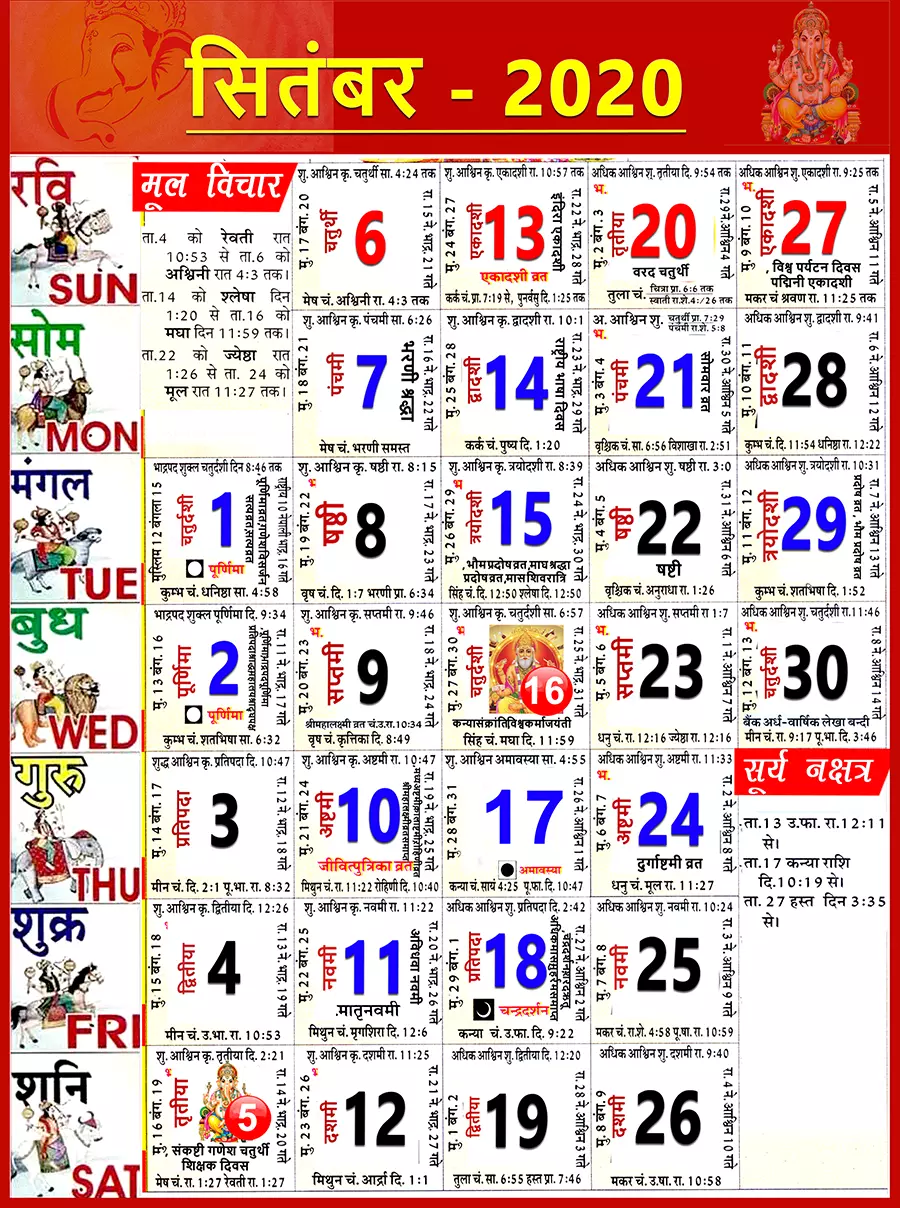 सितंबर - 2020
रवि
SUN
मूल विचार
ता.4 को रेवती रात
10:53 से ता.6 को
अश्विनी रात 4:3 तक।
ता.14 को श्लेषा दिन
1:20 से ता.16 को
मघा दिन 11:59 तक।
ता.22 को ज्येष्ठा रात
1:26 से ता. 24 को
मूल रात 11:27 तक।
शु. आश्विन कृ. चतुर्थी सा. 4:24 तक
मु. 17 बंग. 20
चतुर्थी
6
रा. 15 ने. भाद्र. 21 गते
मेष चं. अश्विनी रा. 4:3 तक
शु. आश्विन कृ. एकादशी रा. 10:57 तक
मु. 24 बंग. 27
एकादशी
13
इंदिरा एकादशी
रा. 22 ने. भाद्र. 28 गते
एकादशी व्रत
कर्क चं. प्रा. 7:19 से, पुनर्वसु दि. 1:25 तक
अधिक आश्विन शु. तृतीया दि. 9:54 तक
भ.
मु. 2 बंग. 3
तृतीया
20
रा. 29 ने. आश्विन 4 गते
वरद चतुर्थी
तुला चं. चित्रा प्रा. 6:6 तक
स्वाती रा.शे. 4:/26 तक
अधिक आश्विन शु. एकादशी रा. 9:25 तक
भ.
मु. 9 बंग. 10
एकादशी
27
रा. 5 ने. आश्विन 11 गते
, विश्व पर्यटन दिवस
पद्मिनी एकादशी
मकर चं श्रवण रा. 11:25 तक
सोम
MON
शु. आश्विन कृ. पंचमी सा. 6:26
मु. 18 बंग. 21
पंचमी
7
भरणी श्रद्धा
रा. 16 ने. भाद्र. 22 गते
मेष चं. भरणी समस्त
शु. आश्विन कृ. द्वादशी रा. 10:1
मु. 25 बंग. 28
द्वादशी
14
राष्ट्रीय भाषा दिवस
रा. 23 ने. भाद्र. 29 गते
कर्क चं. पुष्य दि. 1:20
अ. आश्विन शु. चतुर्थी प्रा. 7:29
पंचमी रा.शे. 5:8
मु. 3 बंग. 4
पंचमी
21
सोमवार व्रत
रा. 30 ने. आश्विन 5 गते
वृश्चिक चं. सा. 6:56 विशाखा रा. 2:51
अधिक आश्विन शु. द्वादशी रा. 9:41
मु. 10 बंग. 11
द्वादशी
28
रा. 6 ने. आश्विन 12 गते
कुम्भ चं. दि. 11:54 धनिष्ठा रा. 12:22
मंगल
TUE
भाद्रपद शुक्ल चतुर्दशी दिन 8:46 तक
मुस्लिम 12 बंगला 15
चतुर्दशी
1
राष्ट्रीय 10 नेपाली भाद्र. 16 गते
पूर्णिमा
कुम्भ चं. धनिष्ठा सा. 4:58
शु. आश्विन कृ. षष्ठी रा. 8:15
भ.
मु. 19 बंग. 22
षष्ठी
8
रा. 17 ने. भाद्र. 23 गते
वृष चं. दि. 1:7 भरणी प्रा. 6:34
शु. आश्विन कृ. त्रयोदशी रा. 8:39
भ.
मु. 26 बंग. 29
त्रयोदशी
15
रा. 24 ने. भाद्र. 30 गते
,भौमप्रदोषव्रत,माघश्रद्धा
प्रदोषव्रत,मासशिवरात्रि
सिंह चं. दि. 12:50 श्लेषा दि. 12:50
अधिक आश्विन शु. षष्ठी रा. 3:0
मु. 4 बंग. 5
षष्ठी
22
रा. 31 ने. आश्विन 6 गते
षष्टी
वृश्चिक चं. अनुराधा रा. 1:26
अधिक आश्विन शु. त्रयोदशी रा. 10:31
मु. 11 बंग. 12
त्रयोदशी
29
प्रदोष व्रत, भौम प्रदोष व्रत
रा. 7 ने. आश्विन 13 गते
कुम्भ चं. शतभिषा दि. 1:52
बुध
WED
भाद्रपद शुक्ल पूर्णिमा दि. 9:34
मु. 13 बंग. 16
पूर्णिमा
2
रा. 11 ने. भाद्र. 17 गते
पूर्णिमा
कुम्भ चं. शतभिषा सा. 6:32
शु. आश्विन कृ. सप्तमी रा. 9:46
भ.
मु. 20 बंग. 23
सप्तमी
9
रा. 18 ने. भाद्र. 24 गते
श्रीमहालक्ष्मी व्रत चं.उ.रा.10:34
वृष चं. कृत्तिका दि. 8:49
शु. आश्विन कृ. चतुर्दशी सा. 6:57
भ.
मु. 27 बंग. 30
चतुर्दशी
16
रा. 25 ने. भाद्र. 31 गते
कन्यासंक्रांतिविश्वकर्माजयंती
सिंह चं. मघा दि. 11:59
अधिक आश्विन शु. सप्तमी रा. 1:7
भ.
मु. 5 बंग. 6
सप्तमी
23
रा. 1 ने. आश्विन 7 गते
धनु चं. रा. 12:16 ज्येष्ठा रा. 12:16
अधिक आश्विन शु. चतुर्दशी रा. 11:46
भ.
मु. 12 बंग. 13
चतुर्दशी
30
रा. 8 ने. आश्विन 14 गते
बैंक अर्ध-वार्षिक लेखा बन्दी
मीन चं. रा. 9:17 पू.भा. दि. 3:46
गुरु
THU
शुद्ध आश्विन कृ. प्रतिपदा दि. 10:47
मु. 14 बंग. 17
प्रतिपदा
3
रा. 12 ने. भाद्र. 18 गते
मीन चं. दि. 2:1 पू.भा. रा. 8:32
शु. आश्विन कृ. अष्टमी रा. 10:47
मु. 21 बंग. 24
अष्टमी
10
रा. 19 ने. भाद्र. 25 गते
जीवित्पुत्रिका व्रत
मिथुन चं. रा. 11:22 रोहिणी दि. 10:40
शु. आश्विन अमावस्या सा. 4:55
मु. 28 बंग. 31
17
रा. 26 ने. आश्विन 1 गते
अमावस्या
कन्या चं. सायं 4:25 पू.फा. दि. 10:47
अधिक आश्विन शु. अष्टमी रा. 11:33
भ.
मु. 6 बंग. 7
अष्टमी
24
रा. 2 ने. आश्विन 8 गते
दुर्गाष्टमी व्रत
धनु चं. मूल रा. 11:27
सूर्य नक्षत्र
ता.13 उ.फा. रा.12:11
से।
ता.17 कन्या राशि
दि.10:19 से।
ता. 27 हस्त दिन 3:35
से।
शुक्र
FRI
शु. आश्विन कृ. द्वितीया दि. 12:26
मु. 15 बंग. 18
द्वितीया
4
रा. 13 ने. भाद्र. 19 गते
मीन चं. उ.भा. रा. 10:53
शु. आश्विन कृ. नवमी रा. 11:22
मु. 22 बंग. 25
नवमी
11
अविधवा नवमी
रा. 20 ने. भाद्र. 26 गते
.मातृनवमी
मिथुन चं. मृगशिरा दि. 12:6
अधिक आश्विन शु. प्रतिपदा दि. 2:42
मु. 29 बंग. 1
प्रतिपदा
18
रा. 27 ने. आश्विन 2 गते
चन्द्रदर्शन
कन्या चं. उ.फा. दि. 9:22
अधिक आश्विन शु. नवमी रा. 10:24
मु. 7 बंग. 8
नवमी
25
रा. 3 ने. आश्विन 9 गते
मकर चं. रा.शे. 4:58 पू.षा. रा. 10:59
शनि
SAT
शु. आश्विन कृ. तृतीया दि. 2:21
भ.
मु. 16 बंग. 19
तृतीया
5
रा. 14 ने. भाद्र. 20 गते
संकष्टी गणेश चतुर्थी
शिक्षक दिवस
मेष चं. रा. 1:27 रेवती रा. 1:27
शु. आश्विन कृ. दशमी रा. 11:25
भ.
मु. 23 बंग. 26
दशमी
12
रा. 21 ने. भाद्र. 27 गते
मिथुन चं. आर्द्रा दि. 1:1
अधिक आश्विन शु. द्वितीया दि. 12:20
मु. 1 बंग. 2
द्वितीया
19
रा. 28 ने. आश्विन 3 गते
तुला चं. सा. 6:55 हस्त प्रा. 7:46
अधिक आश्विन शु. दशमी रा. 9:40
मु. 8 बंग. 9
दशमी
26
रा. 4 ने. आश्विन 10 गते
मकर चं. उ.षा. रा. 10:58